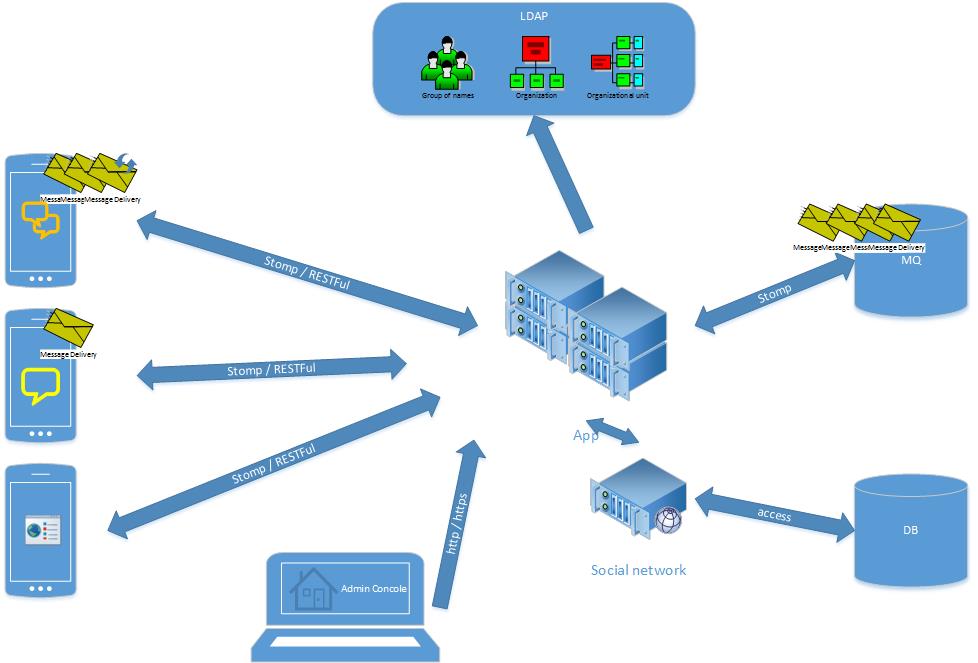 LDAP
Group of names
Organization
Organizational unit
MessaMessagMessage Delivery
MessageMessageMessMessage Delivery
MQ
Stomp / RESTFul
Stomp
Message Delivery
Stomp / RESTFul
App
Stomp / RESTFul
http / https
access
DB
Social network
Admin Concole